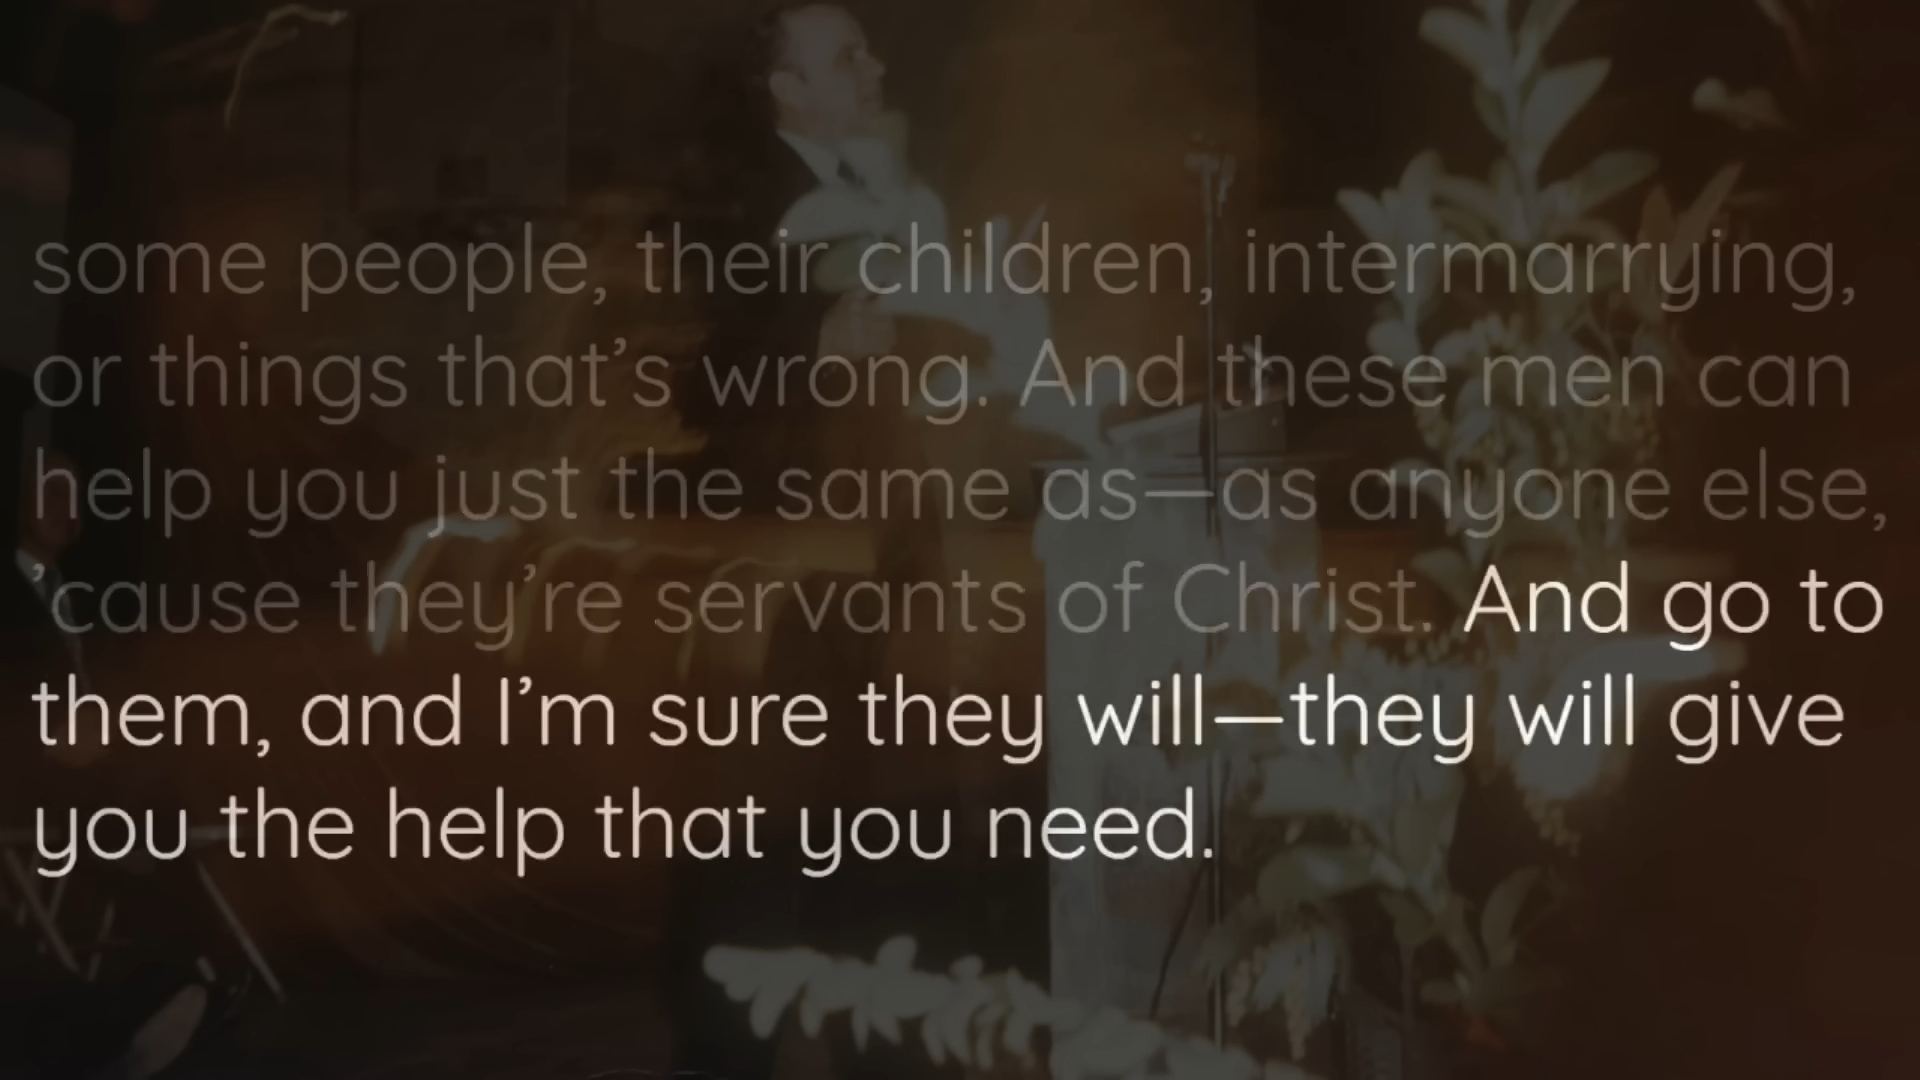 some people, their children, intermarrying,
or things that’s wrong. And these men can
help you just the same as—as anyone else,
’cause they’re servants of Christ. And go to
them, and I’m sure they will—they will give
you the help that you need.